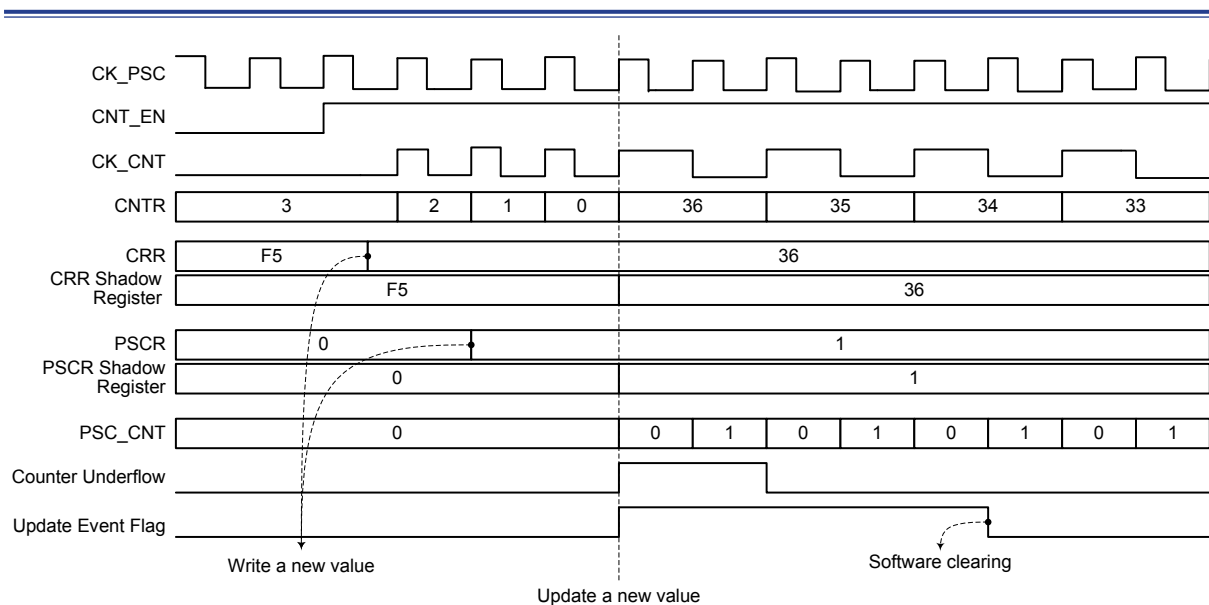 CK_PSC
CNT_EN
CK_CNT
CNTR 3 2 1 0 36 35 34 33
CRR F5 36
CRR Shadow
Register F5 36
PSCR 0 1
PSCR Shadow
Register 0 1
PSC_CNT 0 0 1 0 1 0 1 0 1
Counter Underflow
Update Event Flag
Write a new value
Software clearing
Update a new value